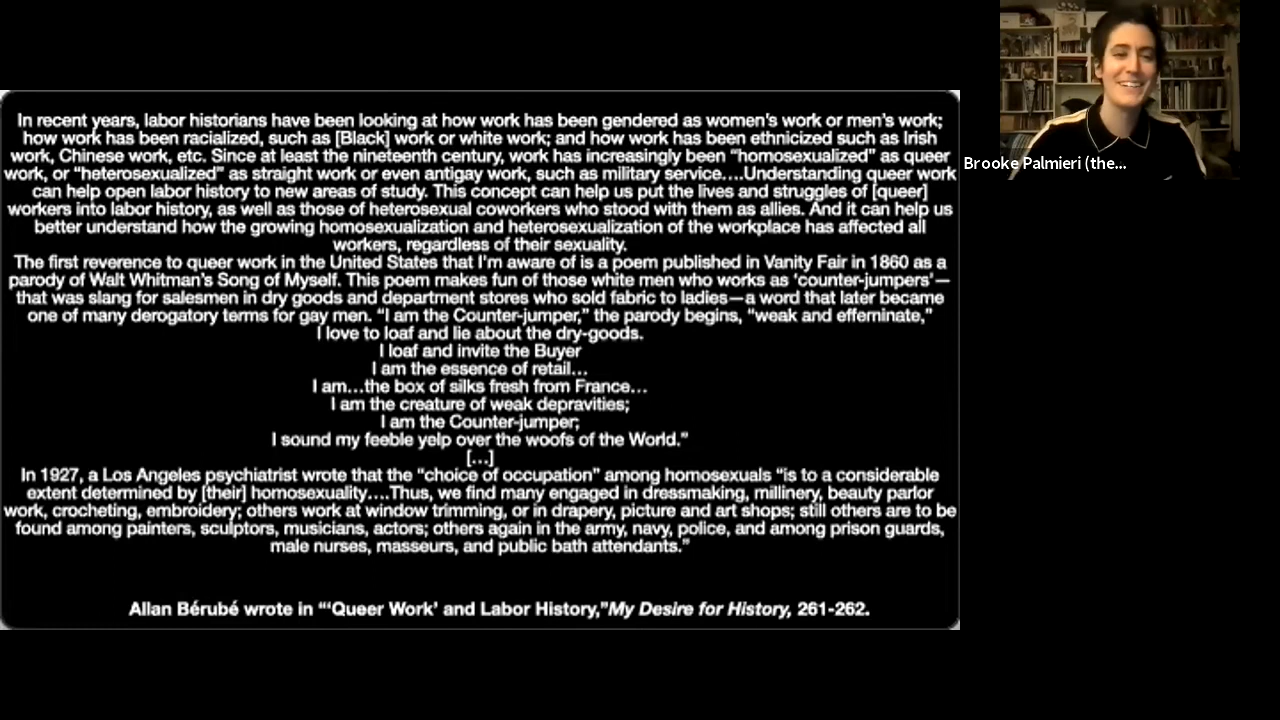 In recent years, labor historians have been looking at how work has been gendered as women's work or men's work;
how work has been racialized, such as [Black] work or white work; and how work has been ethnicized such as Irish
work, Chinese work, etc. Since at least the nineteenth century, work has increasingly been "homosexualized" as queer
work, or "heterosexualized" as straight work or even antigay work, such as military service....Understanding queer work
can help open labor history to new areas of study. This concept can help us put the lives and struggles of [queer]
workers into labor history, as well as those of heterosexual coworkers who stood with them as allies. And it can help us
better understand how the growing homosexualization and heterosexualization of the workplace has affected all
workers, regardless of their sexuality.
The first reverence to queer work in the United States that I'm aware of is a poem published in Vanity Fair in 1860 as a
parody of Walt Whitman's Song of Myself. This poem makes fun of those white men who works as 'counter-jumpers'—
that was slang for salesmen in dry goods and department stores who sold fabric to ladies—a word that later became
one of many derogatory terms for gay men. "I am the Counter-jumper," the parody begins, "weak and effeminate,"
I love to loaf and lie about the dry-goods.
I loaf and invite the Buyer
I am the essence of retail...
I am...the box of silks fresh from France...
I am the creature of weak depravities;
I am the Counter-jumper;
I sound my feeble yelp over the woofs of the World."
[...]
In 1927, a Los Angeles psychiatrist wrote that the "choice of occupation" among homosexuals "is to a considerable
extent determined by [their] homosexuality....Thus, we find many engaged in dressmaking, millinery, beauty parlor
work, crocheting, embroidery; others work at window trimming, or in drapery, picture and art shops; still others are to be
found among painters, sculptors, musicians, actors; others again in the army, navy, police, and among prison guards,
male nurses, masseurs, and public bath attendants."
Allan Bérubé wrote in "'Queer Work' and Labor History,"My Desire for History, 261-262.
Brooke Palmieri (the...